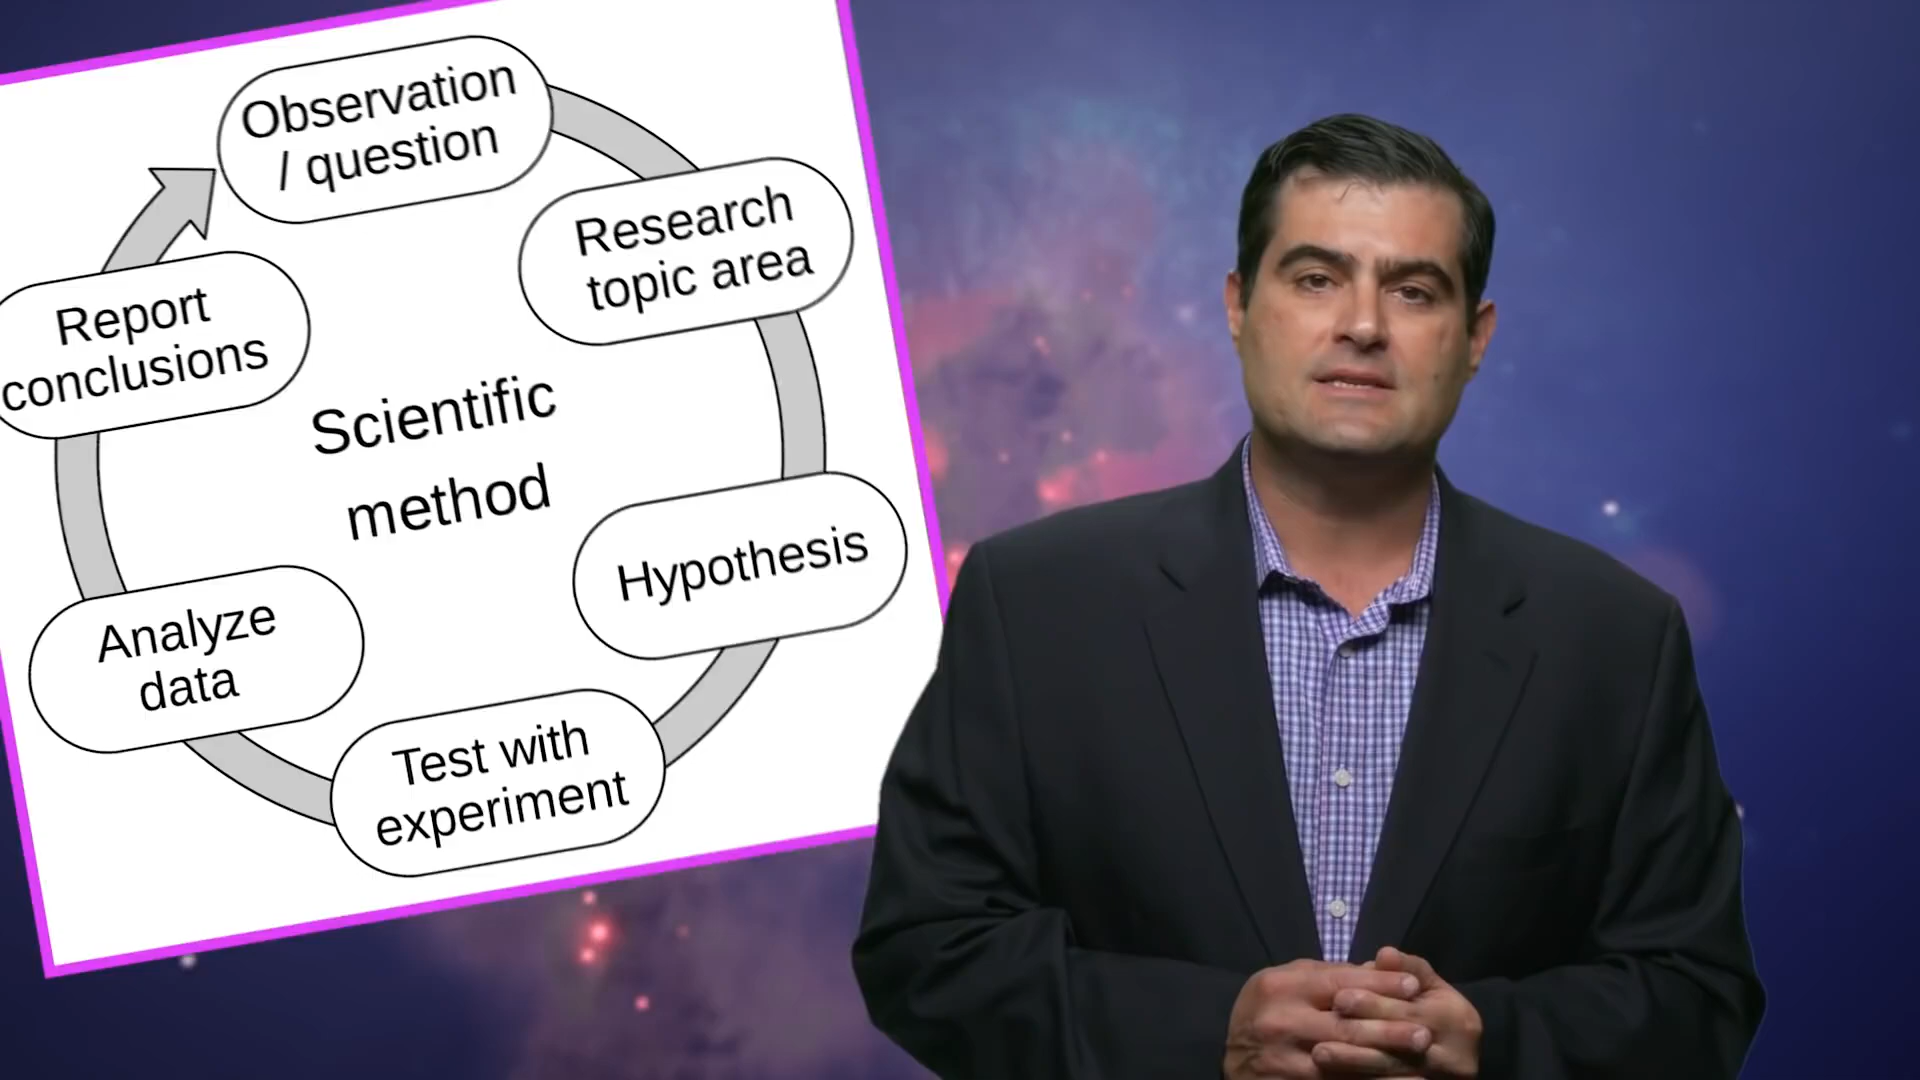 Observation
/ question
Research
topic area
Hypothesis
Test with
experiment
Analyze
data
Report
conclusions
Scientific
method